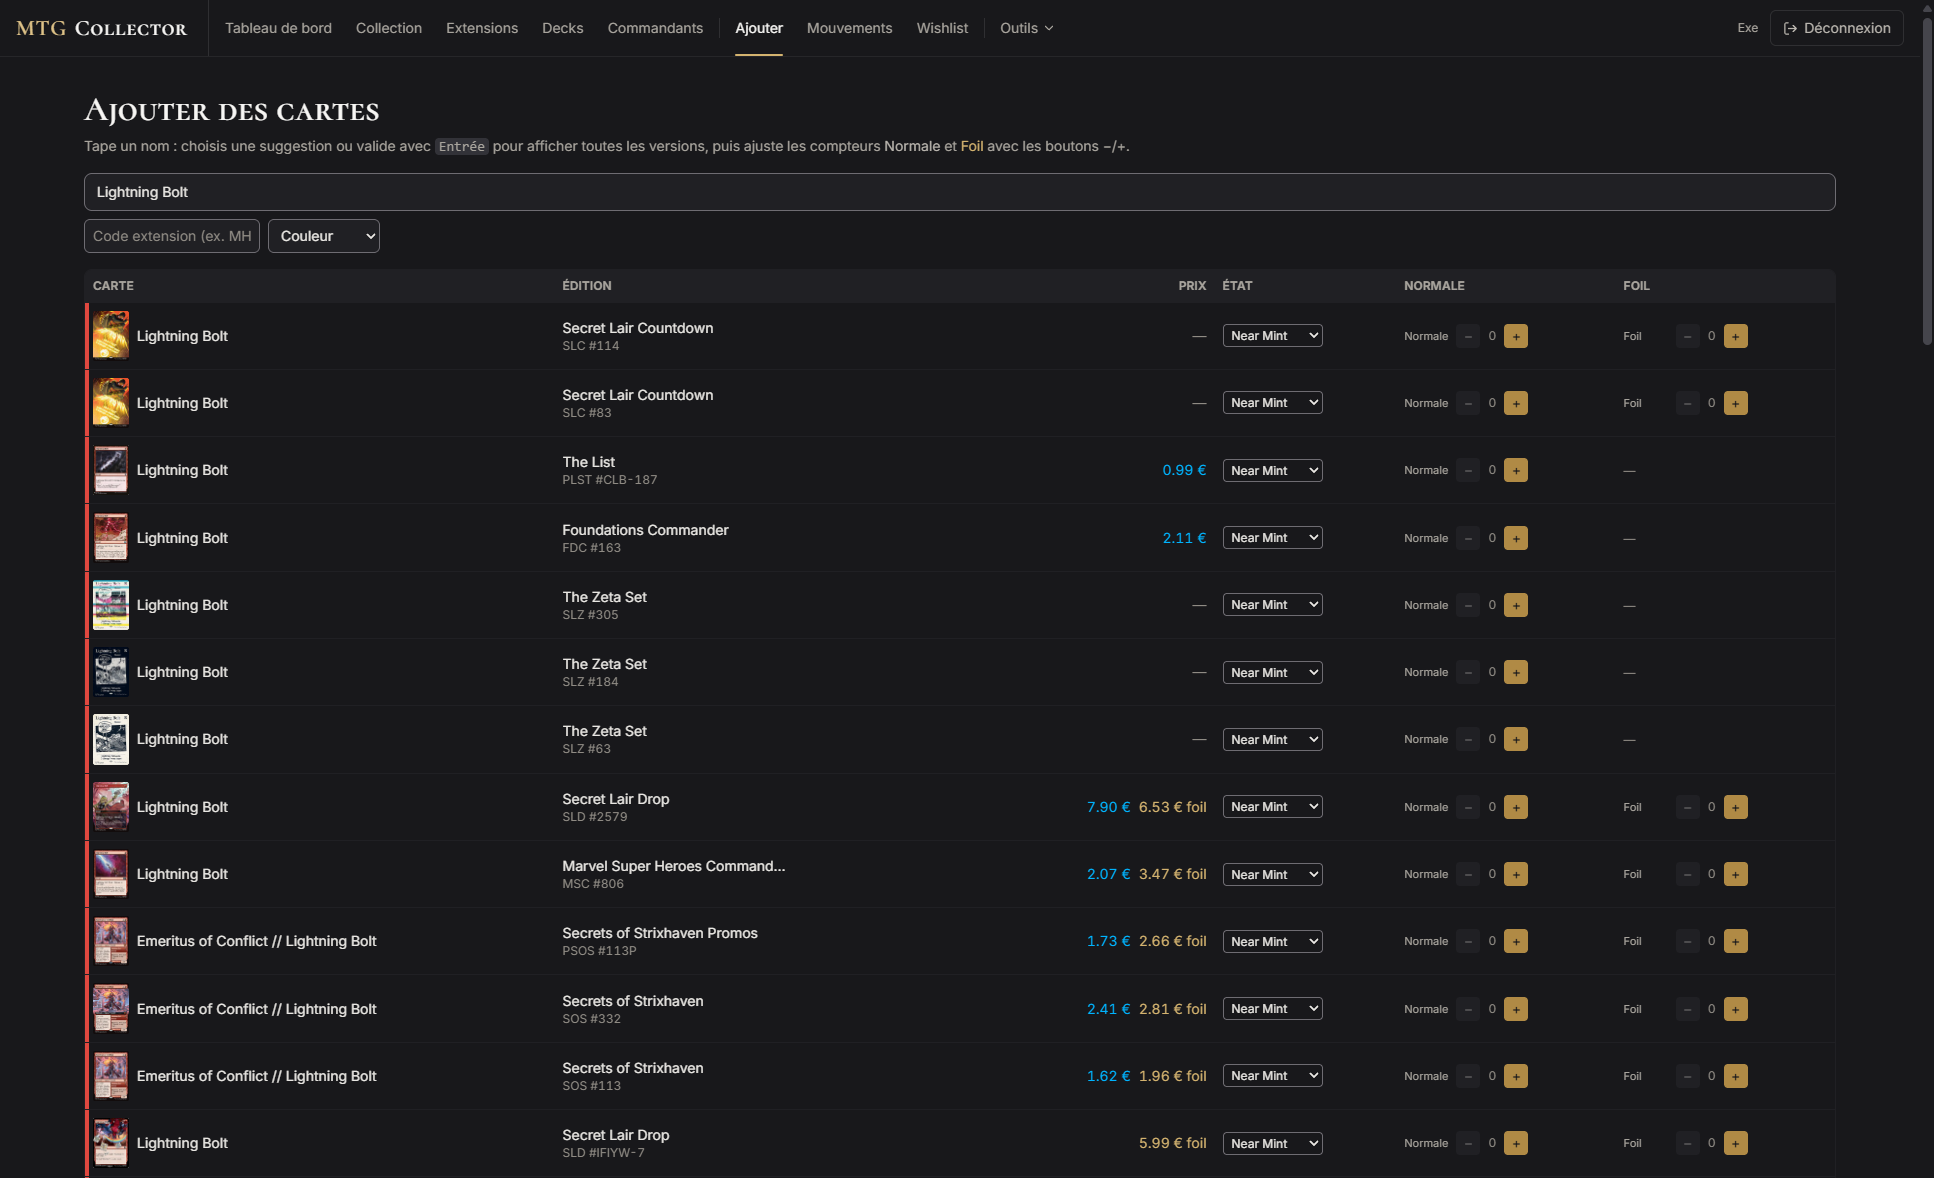 MTG Collector
Tableau de bord Collection Extensions Decks Commandants Ajouter Mouvements Wishlist Outils
Exe Déconnexion
Ajouter des cartes
Tape un nom : choisis une suggestion ou valide avec Entrée pour afficher toutes les versions, puis ajuste les compteurs Normale et Foil avec les boutons −/+.
Lightning Bolt
Code extension (ex. MH Couleur
CARTE ÉDITION PRIX ÉTAT NORMALE FOIL
Lightning Bolt Secret Lair Countdown — Near Mint Normale − 0 + Foil − 0 +
SLC #114
Lightning Bolt Secret Lair Countdown — Near Mint Normale − 0 + Foil − 0 +
SLC #83
Lightning Bolt The List 0.99 € Near Mint Normale − 0 + —
PLST #CLB-187
Lightning Bolt Foundations Commander 2.11 € Near Mint Normale − 0 + —
FDC #163
Lightning Bolt The Zeta Set — Near Mint Normale − 0 + —
SLZ #305
Lightning Bolt The Zeta Set — Near Mint Normale − 0 + —
SLZ #184
Lightning Bolt The Zeta Set — Near Mint Normale − 0 + —
SLZ #63
Lightning Bolt Secret Lair Drop 7.90 € 6.53 € foil Near Mint Normale − 0 + Foil − 0 +
SLD #2579
Lightning Bolt Marvel Super Heroes Command... 2.07 € 3.47 € foil Near Mint Normale − 0 + Foil − 0 +
MSC #806
Emeritus of Conflict // Lightning Bolt Secrets of Strixhaven Promos 1.73 € 2.66 € foil Near Mint Normale − 0 + Foil − 0 +
PSOS #113P
Emeritus of Conflict // Lightning Bolt Secrets of Strixhaven 2.41 € 2.81 € foil Near Mint Normale − 0 + Foil − 0 +
SOS #332
Emeritus of Conflict // Lightning Bolt Secrets of Strixhaven 1.62 € 1.96 € foil Near Mint Normale − 0 + Foil − 0 +
SOS #113
Lightning Bolt Secret Lair Drop 5.99 € foil Near Mint Normale − 0 + Foil − 0 +
SLD #IFIYW-7